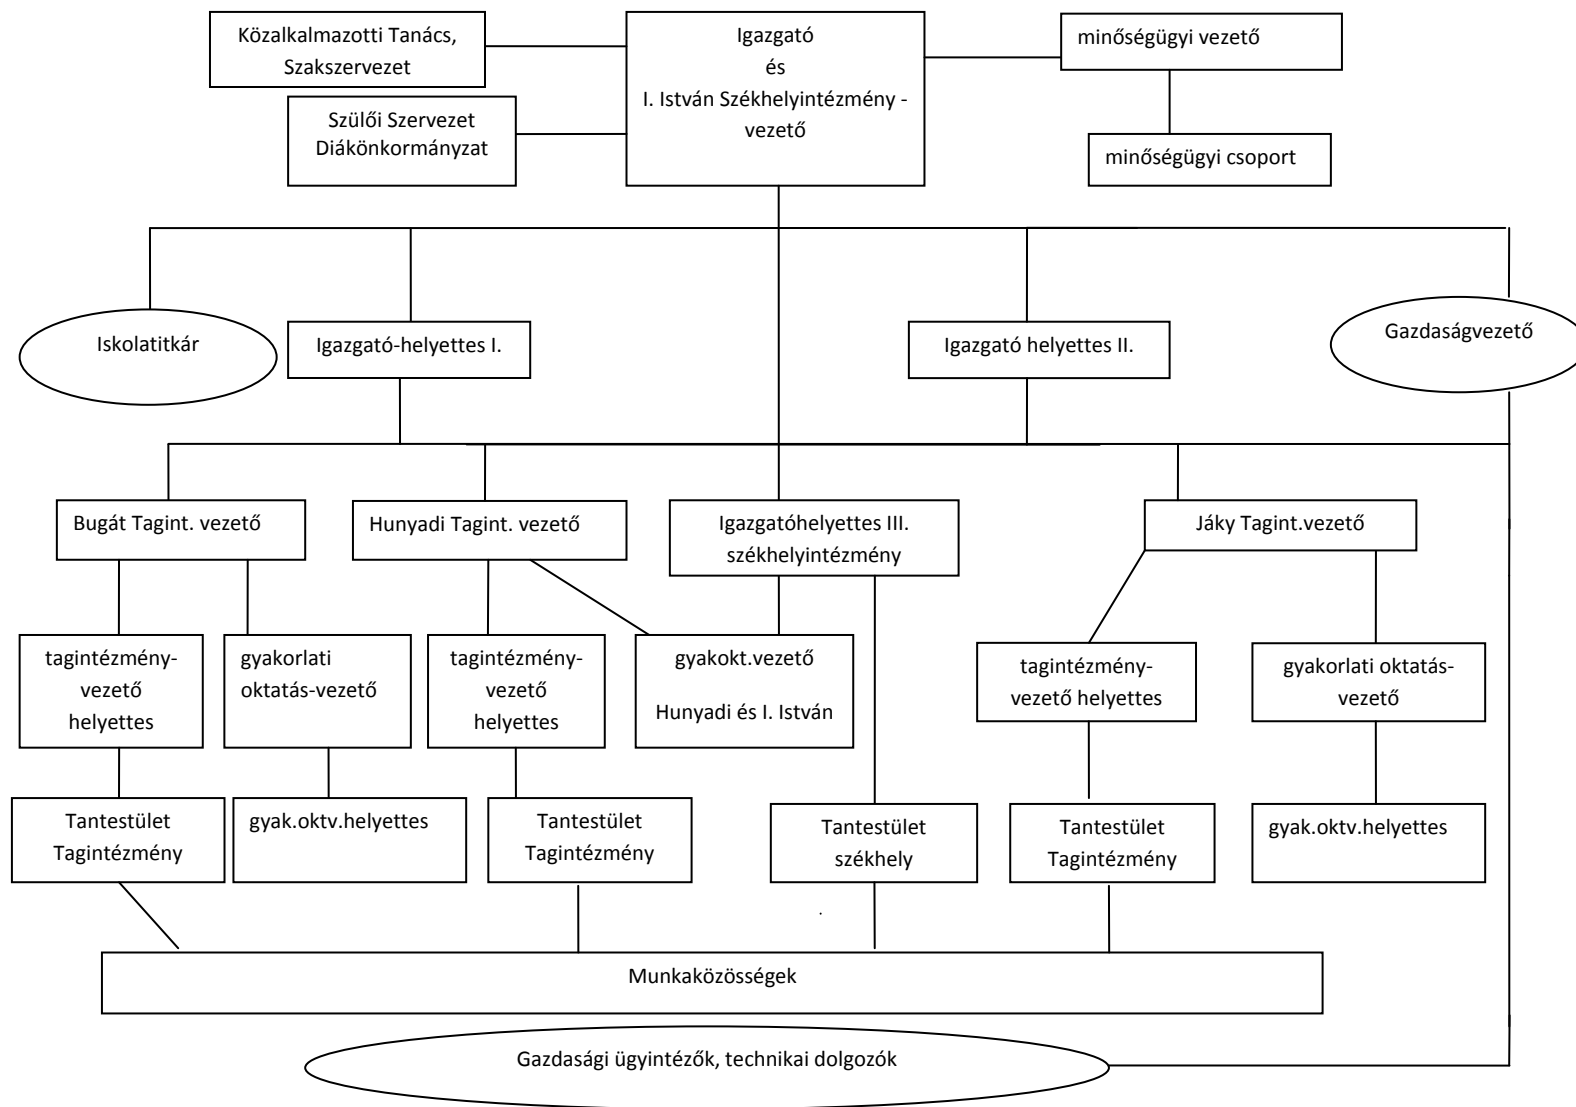 Közalkalmazotti Tanács,
Szakszervezet
Igazgató
és
I. István Székhelyintézmény -
vezető
minőségügyi vezető
Szülői Szervezet
Diákönkormányzat
minőségügyi csoport
Iskolatitkár
Igazgató-helyettes I.
Igazgató helyettes II.
Gazdaságvezető
Bugát Tagint. vezető
Hunyadi Tagint. vezető
Igazgatóhelyettes III.
székhelyintézmény
Jáky Tagint.vezető
tagintézmény-
vezető
helyettes
gyakorlati
oktatás-vezető
tagintézmény-
vezető
helyettes
gyakokt.vezető
Hunyadi és I. István
tagintézmény-
vezető helyettes
gyakorlati oktatás-
vezető
Tantestület
Tagintézmény
gyak.oktv.helyettes
Tantestület
Tagintézmény
Tantestület
székhely
Tantestület
Tagintézmény
gyak.oktv.helyettes
.
Munkaközösségek
Gazdasági ügyintézők, technikai dolgozók